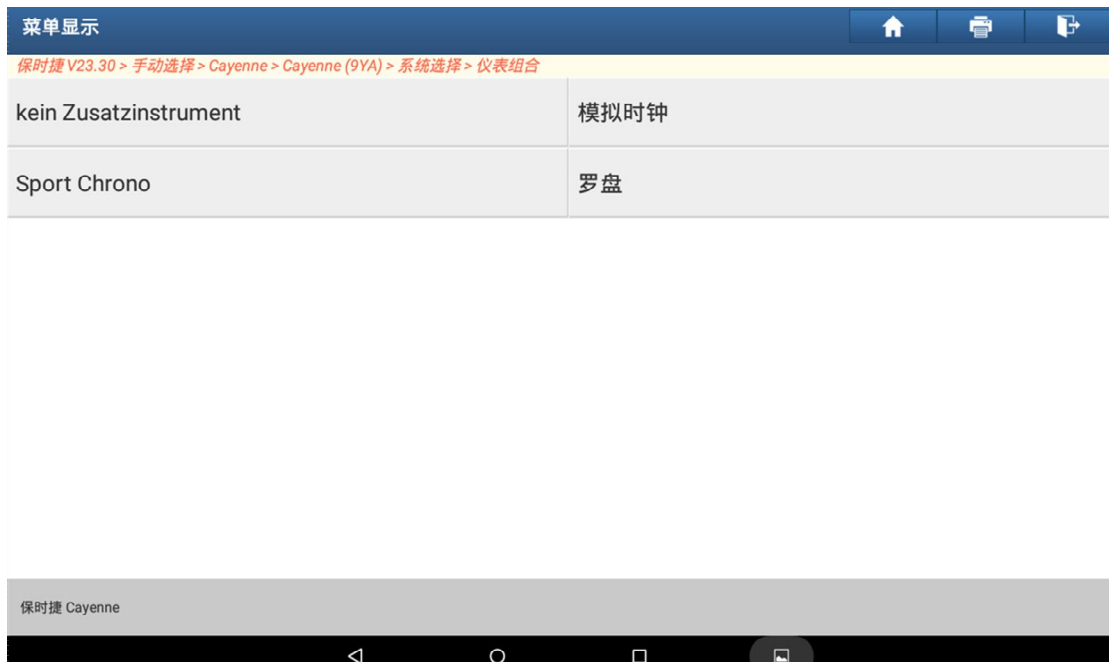 菜单显示
保时捷 V23.30 > 手动选择 > Cayenne > Cayenne (9YA) > 系统选择 > 仪表组合
kein Zusatzinstrument
模拟时钟
Sport Chrono
罗盘
保时捷 Cayenne